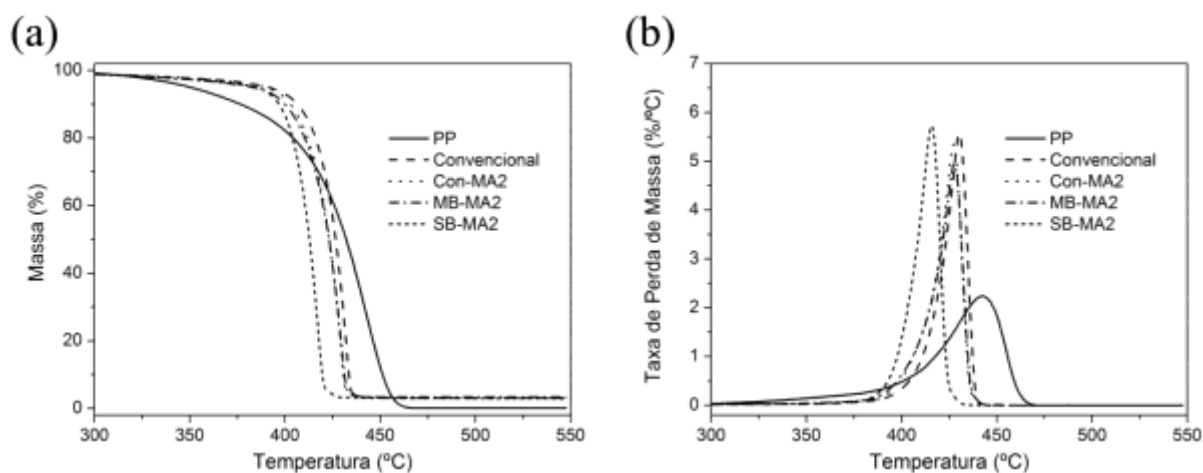 (a)
100
80
60
40
20
0
Massa (%)
300 350 400 450 500 550
Temperatura (ºC)
PP
Convencional
Con-MA2
MB-MA2
SB-MA2
(b)
7
6
5
4
3
2
1
0
Taxa de Perda de Massa (%/ºC)
300 350 400 450 500 550
Temperatura (ºC)
PP
Convencional
Con-MA2
MB-MA2
SB-MA2